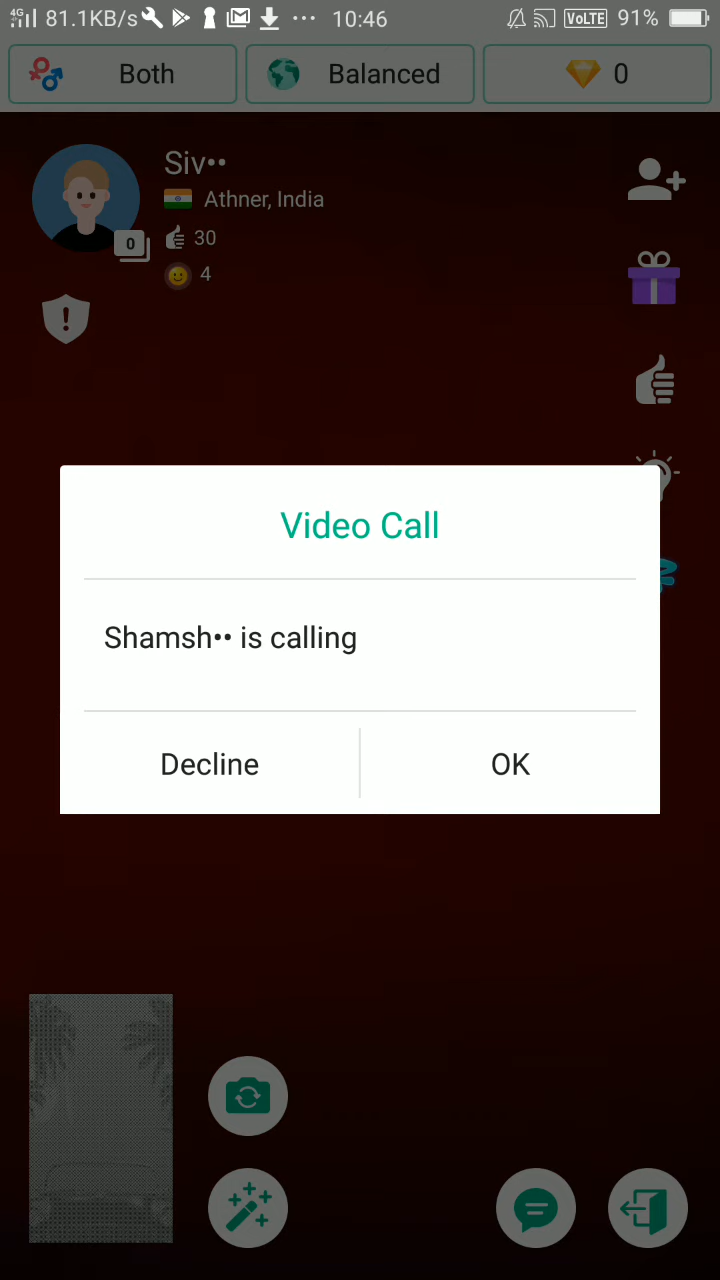 4G 81.1KB/s ... 10:46 VoLTE 91%
Both Balanced 0
Siv••
Athner, India
0
30
4
Video Call
Shamsh•• is calling
Decline OK